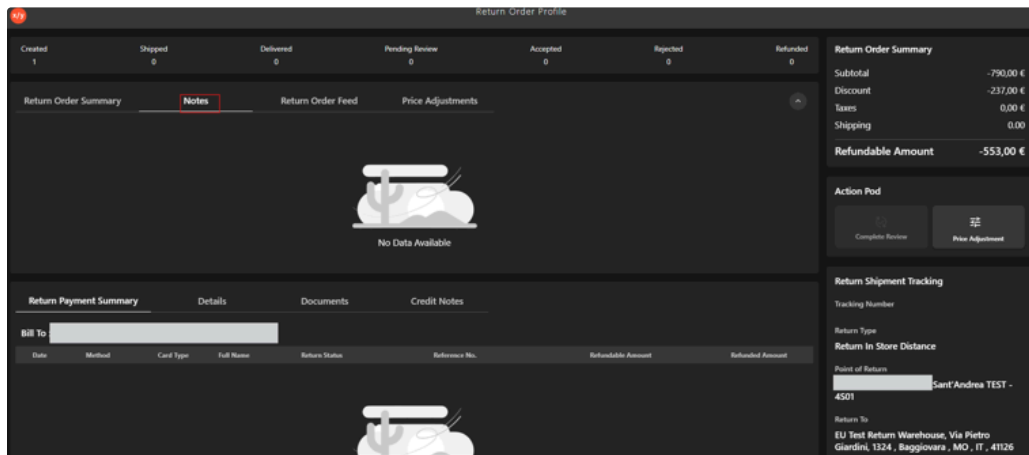 x/y
Return Order Profile
Created Shipped Delivered Pending Review Accepted Rejected Refunded
1 0 0 0 0 0 0
Return Order Summary Notes Return Order Feed Price Adjustments
No Data Available
Return Payment Summary Details Documents Credit Notes
Bill To :
Date Method Card Type Full Name Return Status Reference No. Refundable Amount Refunded Amount
Return Order Summary
Subtotal -790,00 €
Discount -237,00 €
Taxes 0,00 €
Shipping 0.00
Refundable Amount -553,00 €
Action Pod
Complete Review Price Adjustment
Return Shipment Tracking
Tracking Number
Return Type
Return In Store Distance
Point of Return
Sant'Andrea TEST -
4S01
Return To
EU Test Return Warehouse, Via Pietro
Giardini, 1324 , Baggiovara , MO , IT , 41126